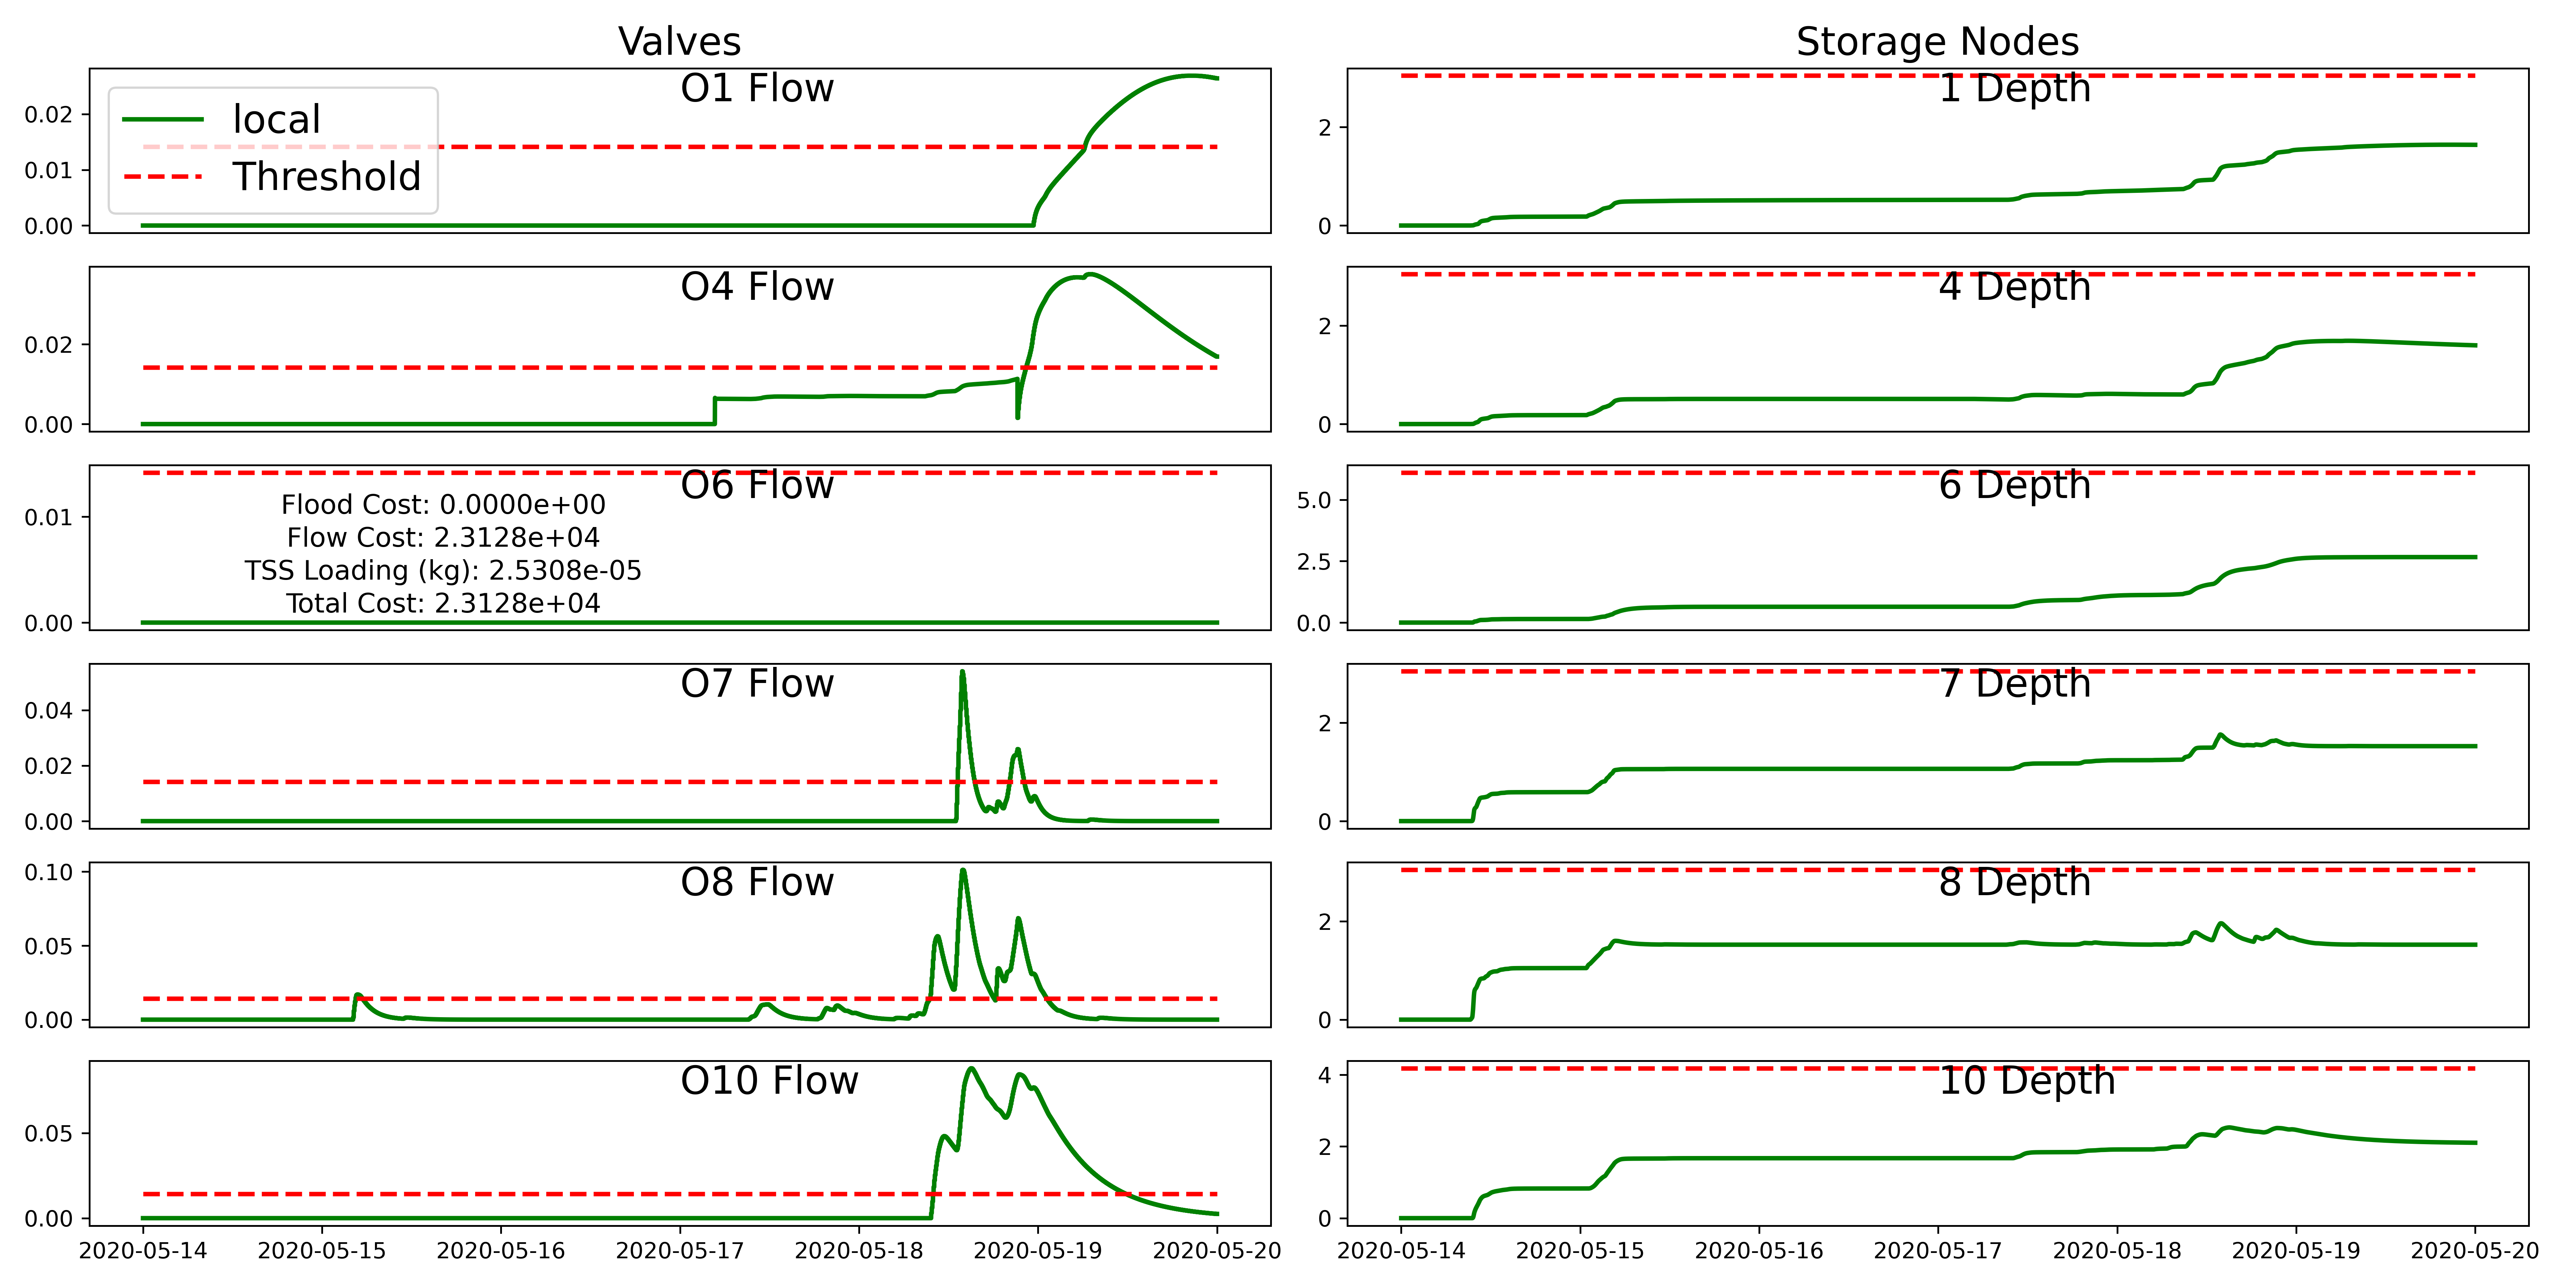 Valves
Storage Nodes
O1 Flow
local
Threshold
0.02
0.01
0.00
1 Depth
2
0
O4 Flow
0.02
0.00
4 Depth
2
0
O6 Flow
0.01
0.00
Flood Cost: 0.0000e+00
Flow Cost: 2.3128e+04
TSS Loading (kg): 2.5308e-05
Total Cost: 2.3128e+04
6 Depth
5.0
2.5
0.0
O7 Flow
0.04
0.02
0.00
7 Depth
2
0
O8 Flow
0.10
0.05
0.00
8 Depth
2
0
O10 Flow
0.05
0.00
10 Depth
4
2
0
2020-05-14 2020-05-15 2020-05-16 2020-05-17 2020-05-18 2020-05-19 2020-05-20
2020-05-14 2020-05-15 2020-05-16 2020-05-17 2020-05-18 2020-05-19 2020-05-20